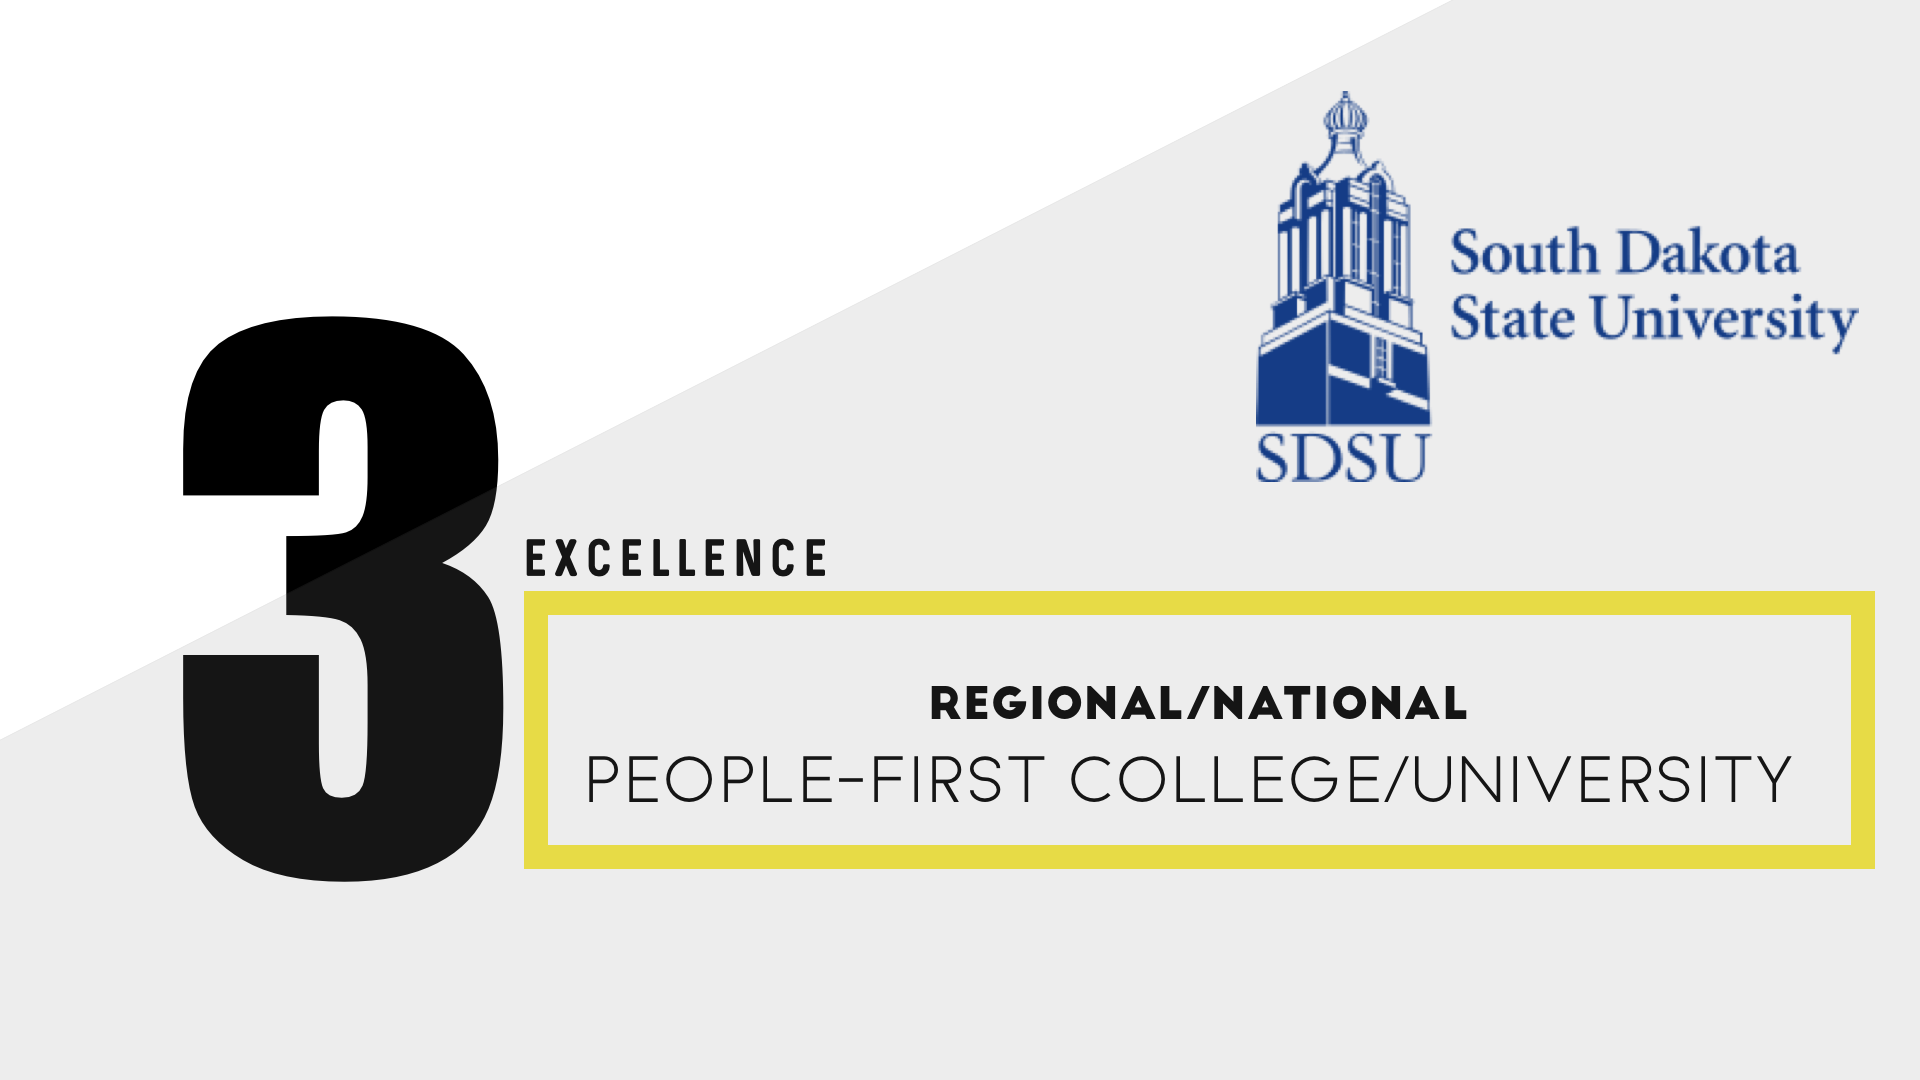 South Dakota
State University
SDSU
3
EXCELLENCE
REGIONAL/NATIONAL
PEOPLE-FIRST COLLEGE/UNIVERSITY